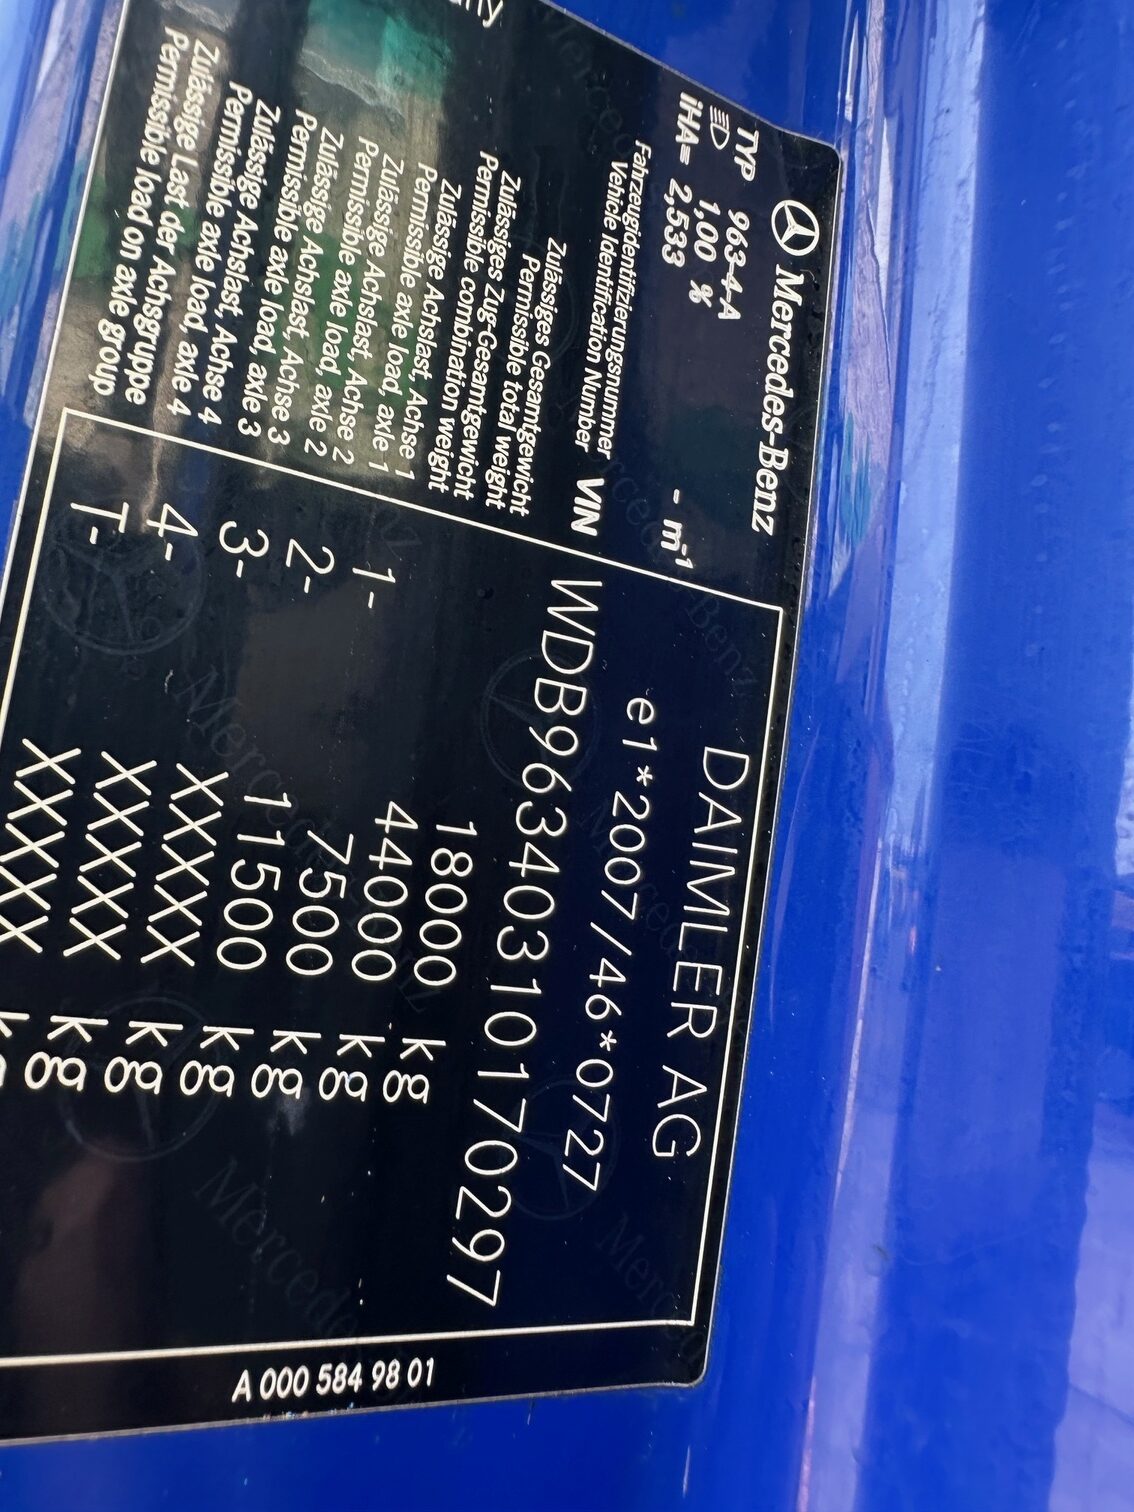 Mercedes-Benz
TYP 963-4-A
1,00 %
iHA= 2,533 - m-1
DAIMLER AG
e1*2007/46*0727
Fahrzeugidentifizierungsnummer
Vehicle Identification Number VIN WDB96340310170297
Zulässiges Gesamtgewicht
Permissible total weight 18000 kg
Zulässiges Zug-Gesamtgewicht
Permissible combination weight 44000 kg
Zulässige Achslast, Achse 1
Permissible axle load, axle 1 1- 7500 kg
Zulässige Achslast, Achse 2
Permissible axle load, axle 2 2- 11500 kg
Zulässige Achslast, Achse 3
Permissible axle load, axle 3 3- XXXXX kg
Zulässige Achslast, Achse 4
Permissible axle load, axle 4 4- XXXXX kg
Zulässige Last der Achsgruppe
Permissible load on axle group T- XXXXX kg
A 000 584 98 01